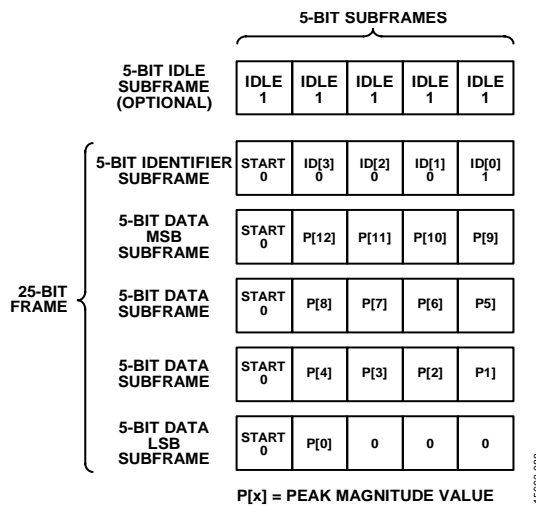 5-BIT SUBFRAMES
5-BIT IDLE
SUBFRAME
(OPTIONAL)
IDLE IDLE IDLE IDLE IDLE
1 1 1 1 1
5-BIT IDENTIFIER
SUBFRAME
START ID[3] ID[2] ID[1] ID[0]
0 0 0 0 1
5-BIT DATA
MSB
SUBFRAME
START
0
P[12] P[11] P[10] P[9]
25-BIT
FRAME
5-BIT DATA
SUBFRAME
START
0
P[8] P[7] P[6] P5]
5-BIT DATA
SUBFRAME
START
0
P[4] P[3] P[2] P1]
5-BIT DATA
LSB
SUBFRAME
START
0
P[0] 0 0 0
P[x] = PEAK MAGNITUDE VALUE